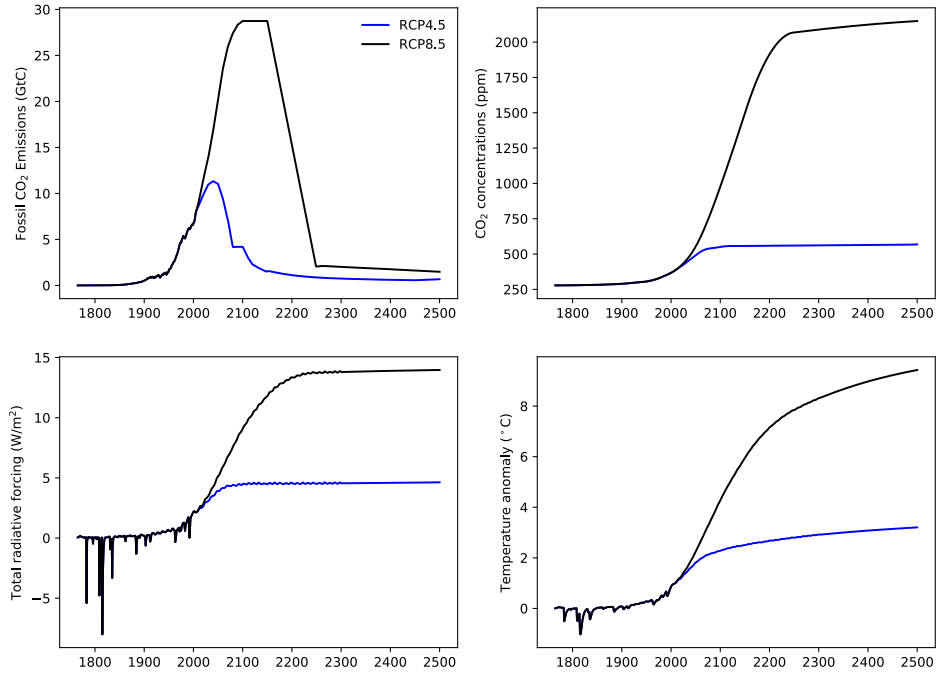 Fossil CO₂ Emissions (GtC)
30
25
20
15
10
5
0
RCP4.5
RCP8.5
1800 1900 2000 2100 2200 2300 2400 2500
CO₂ concentrations (ppm)
2000
1750
1500
1250
1000
750
500
250
1800 1900 2000 2100 2200 2300 2400 2500
Total radiative forcing (W/m²)
15
10
5
0
−5
1800 1900 2000 2100 2200 2300 2400 2500
Temperature anomaly (°C)
8
6
4
2
0
1800 1900 2000 2100 2200 2300 2400 2500